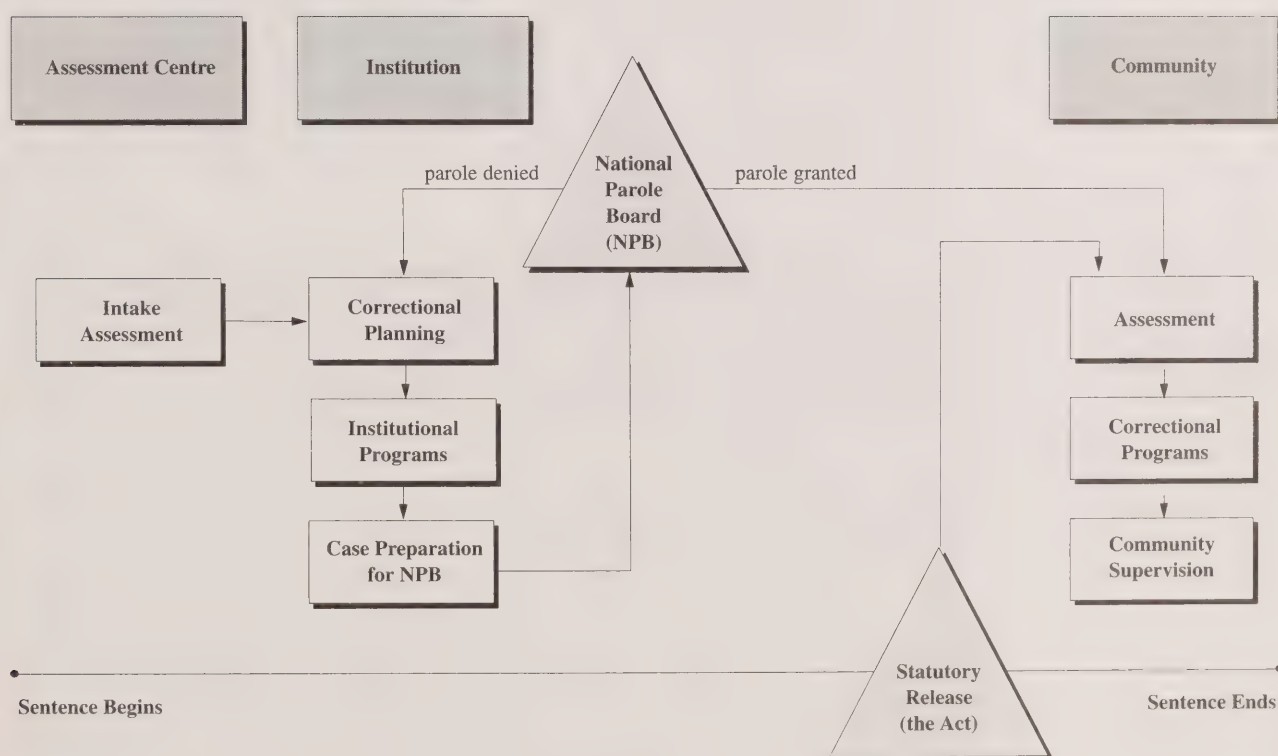 Assessment Centre
Institution
Community
National
Parole
Board
(NPB)
parole denied
parole granted
Intake
Assessment
Correctional
Planning
Assessment
Institutional
Programs
Correctional
Programs
Case Preparation
for NPB
Community
Supervision
Statutory
Release
(the Act)
Sentence Begins
Sentence Ends